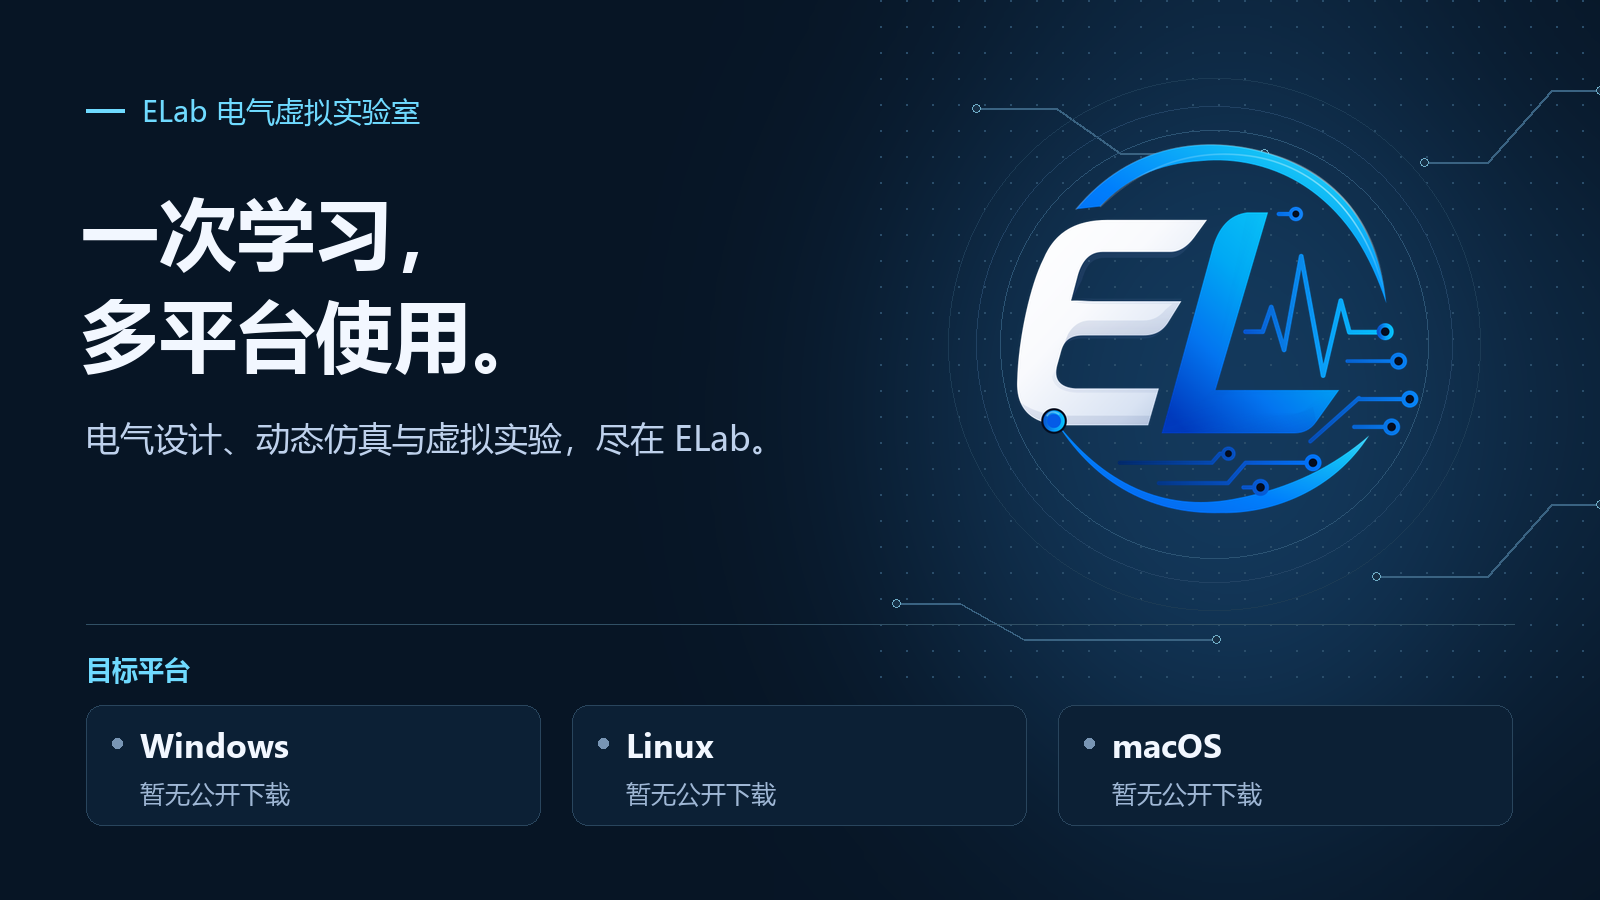 ELab 电气虚拟实验室
一次学习，
多平台使用。
电气设计、动态仿真与虚拟实验，尽在 ELab。
EL
目标平台
Windows
暂无公开下载
Linux
暂无公开下载
macOS
暂无公开下载